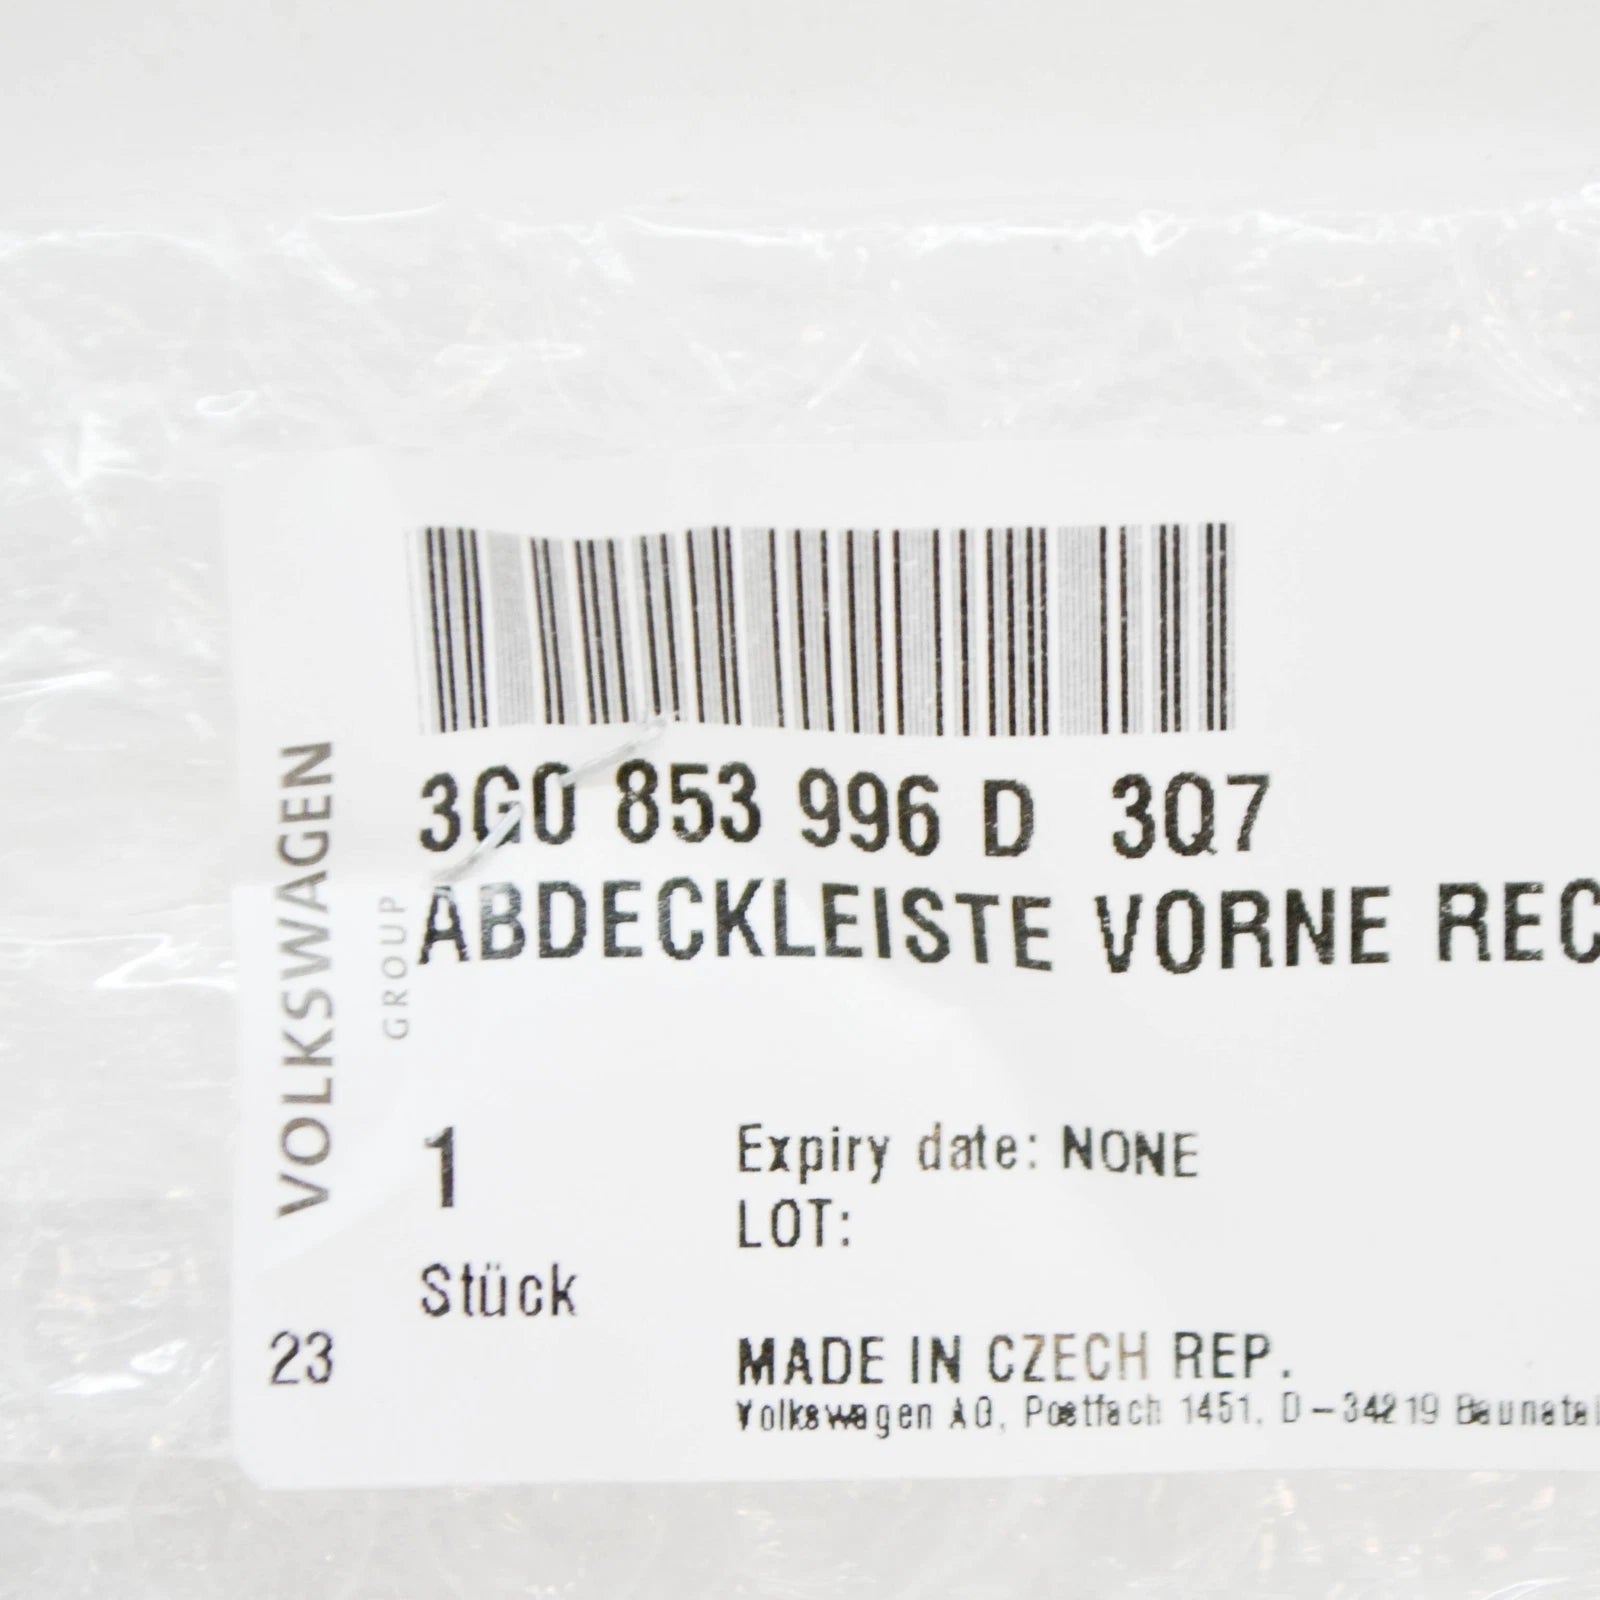 3G0 853 996 D 3Q7
ABDECKLEISTE VORNE REC
VOLKSWAGEN
GROUP
1
Stück
Expiry date: NONE
LOT:
23
MADE IN CZECH REP.
Volkswagen AG, Postfach 1451, D-34219 Baunatal